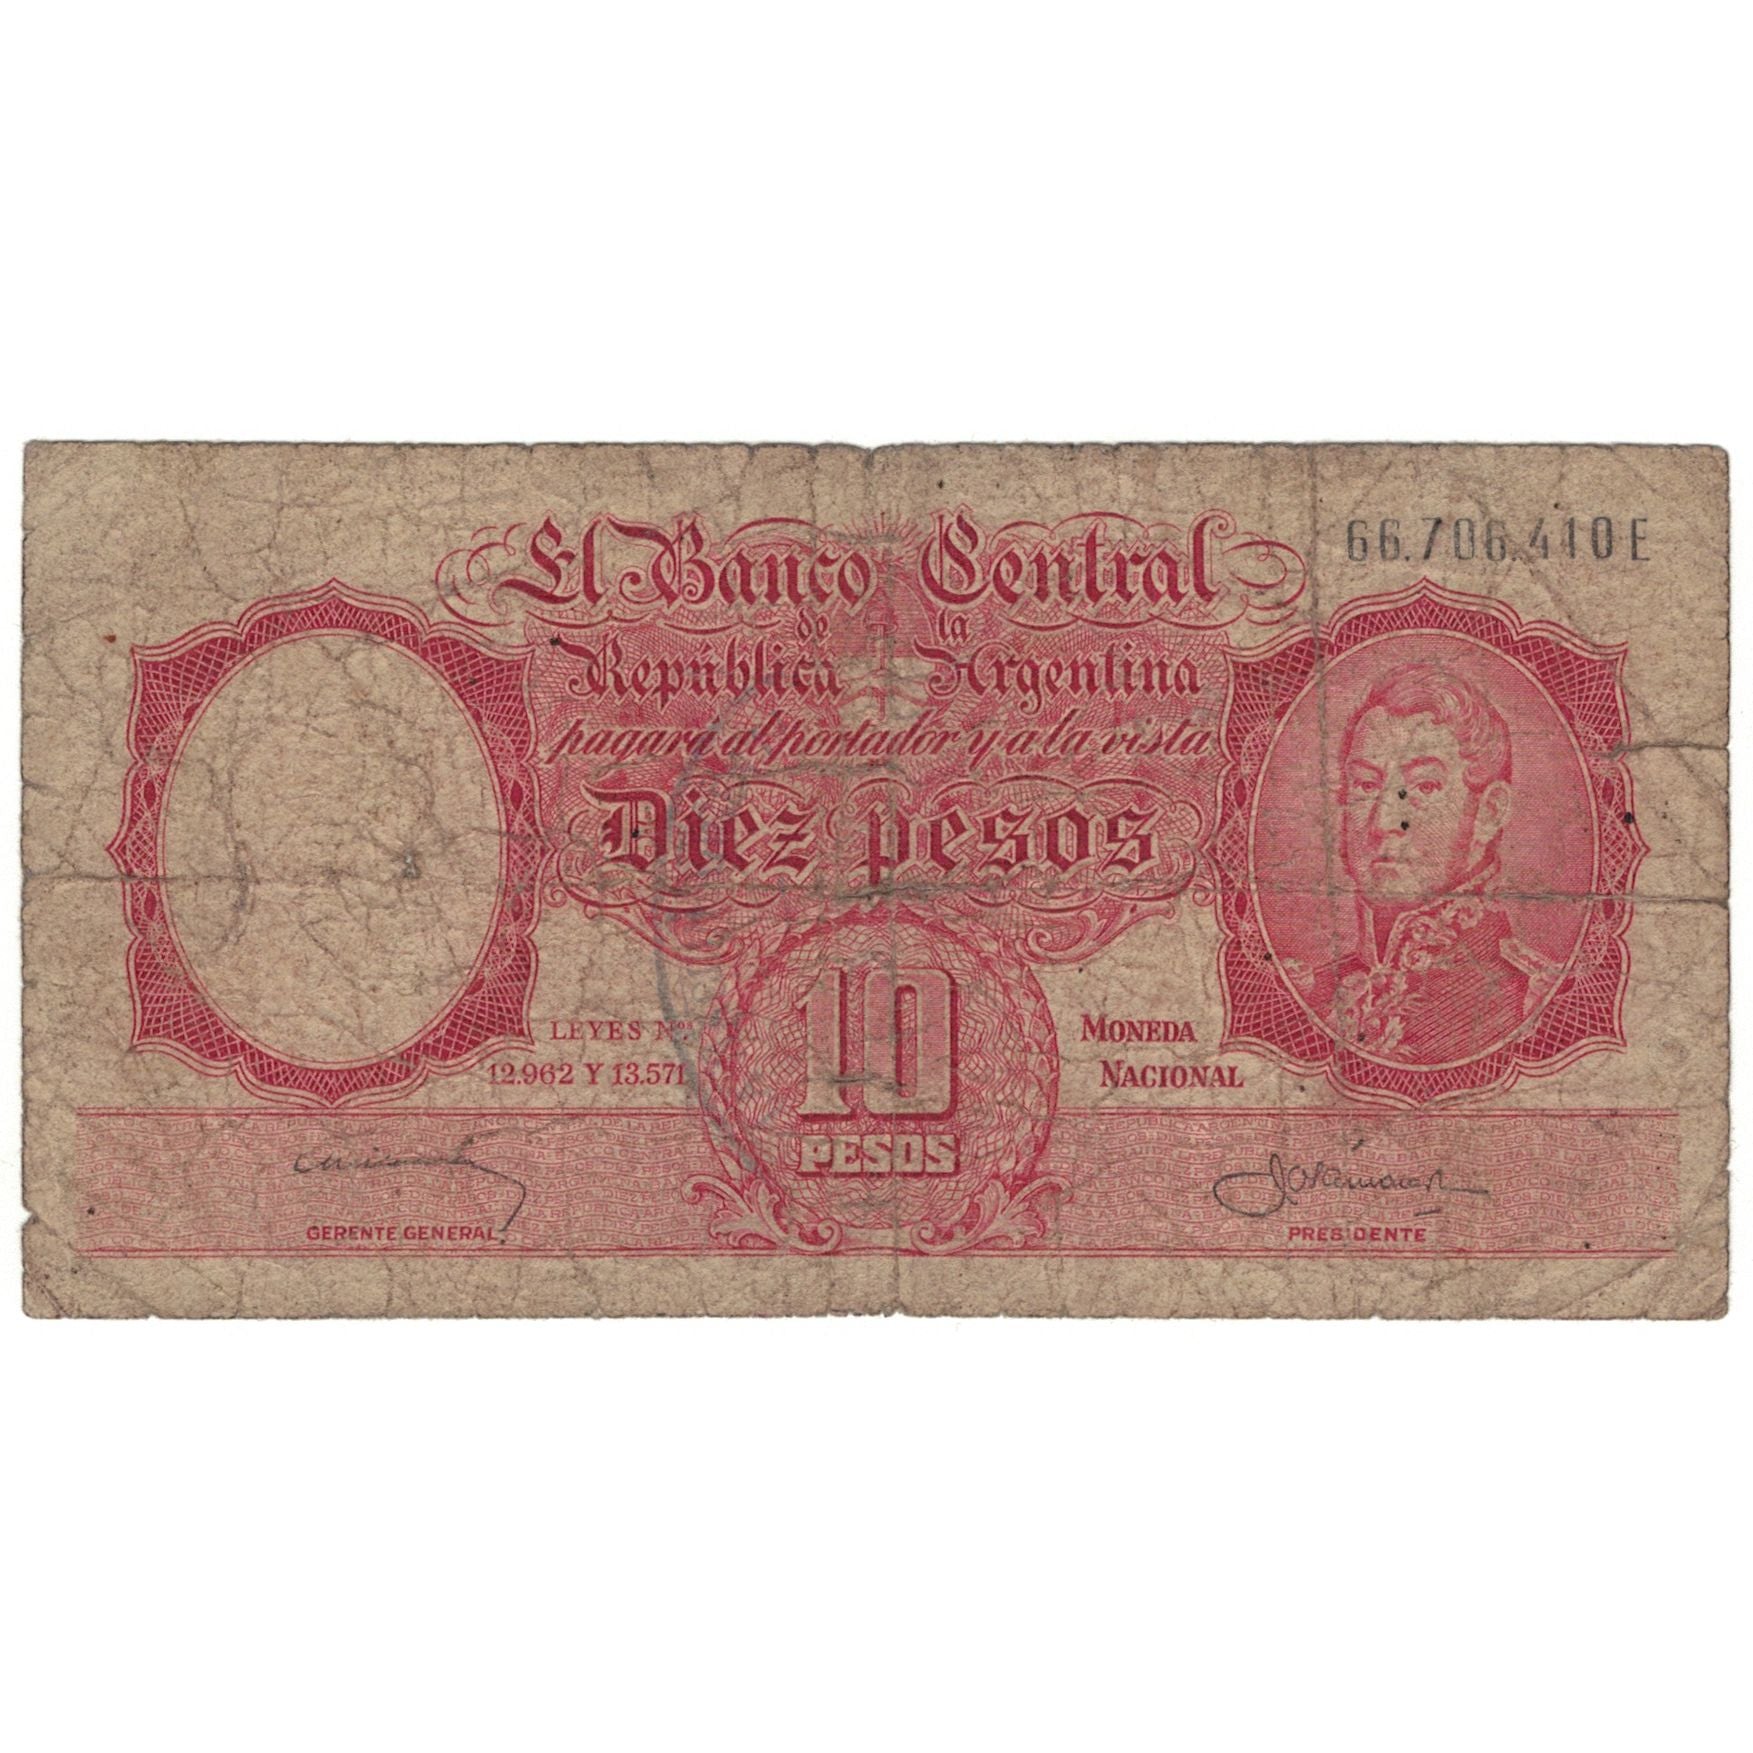 66.706.410E
El Banco Central
de la
República Argentina
pagará al portador y a la vista
Diez pesos
LEYES Nos
12.962 Y 13.571
10
PESOS
MONEDA
NACIONAL
GERENTE GENERAL
PRESIDENTE